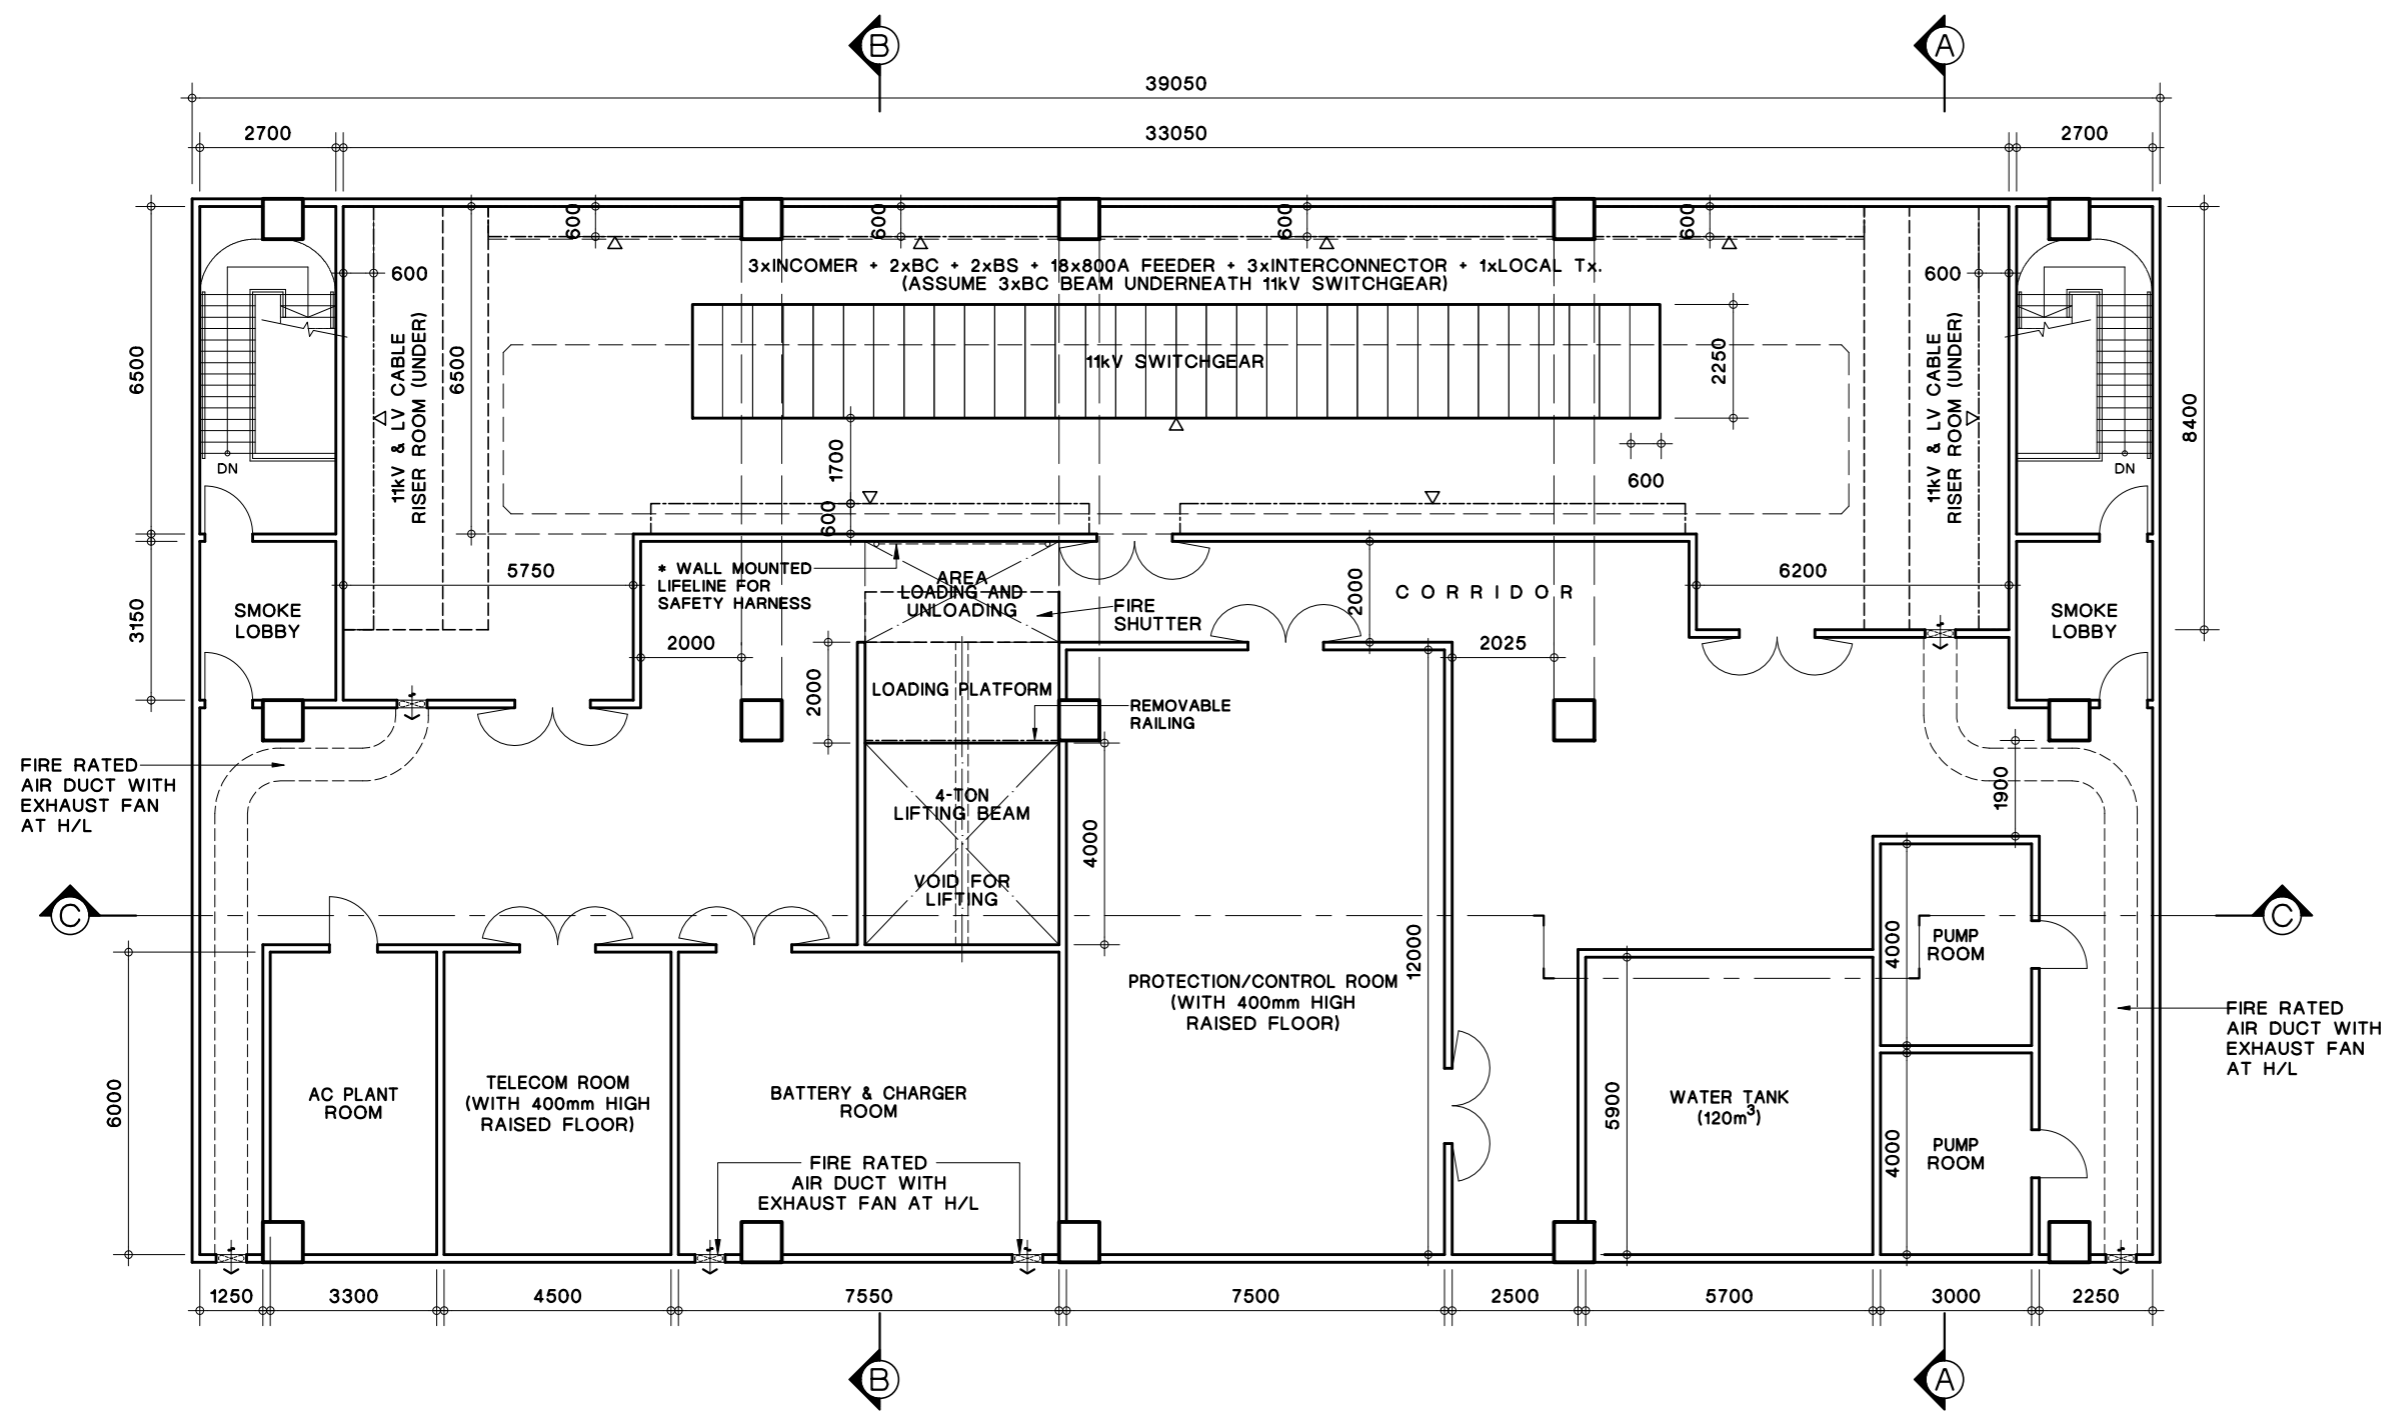 B
A
39050
2700
33050
2700
600
600
600
600
3xINCOMER + 2xBC + 2xBS + 18x800A FEEDER + 3xINTERCONNECTOR + 1xLOCAL Tx.
(ASSUME 3xBC BEAM UNDERNEATH 11kV SWITCHGEAR)
600
600
6500
11kV & LV CABLE
RISER ROOM (UNDER)
6500
11kV SWITCHGEAR
2250
11kV & LV CABLE
RISER ROOM (UNDER)
8400
DN
1700
600
600
DN
3150
SMOKE
LOBBY
5750
* WALL MOUNTED
LIFELINE FOR
SAFETY HARNESS
AREA
LOADING AND
UNLOADING
FIRE
SHUTTER
2000
CORRIDOR
6200
SMOKE
LOBBY
2000
2000
LOADING PLATFORM
REMOVABLE
RAILING
2025
FIRE RATED
AIR DUCT WITH
EXHAUST FAN
AT H/L
4-TON
LIFTING BEAM
4000
VOID FOR
LIFTING
1900
C
C
6000
AC PLANT
ROOM
TELECOM ROOM
(WITH 400mm HIGH
RAISED FLOOR)
BATTERY & CHARGER
ROOM
FIRE RATED
AIR DUCT WITH
EXHAUST FAN AT H/L
PROTECTION/CONTROL ROOM
(WITH 400mm HIGH
RAISED FLOOR)
12000
5900
WATER TANK
(120m³)
4000
PUMP
ROOM
4000
PUMP
ROOM
FIRE RATED
AIR DUCT WITH
EXHAUST FAN
AT H/L
1250
3300
4500
7550
7500
2500
5700
3000
2250
B
A